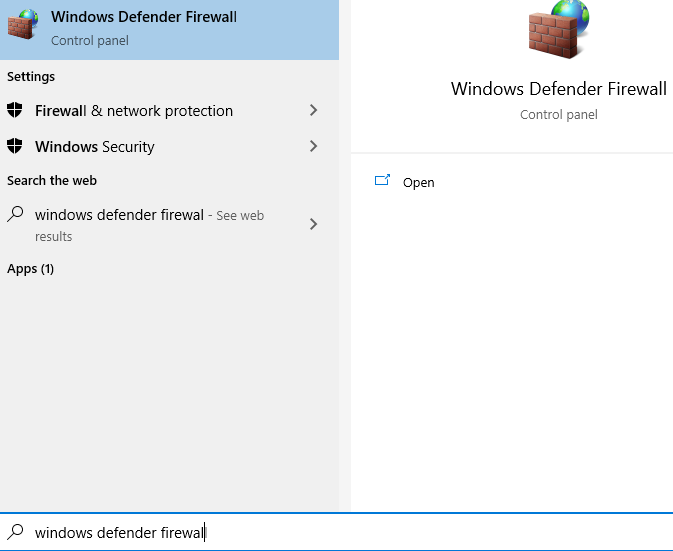 Windows Defender Firewall
Control panel
Settings
Firewall & network protection
Windows Security
Search the web
windows defender firewal - See web
results
Apps (1)
Windows Defender Firewall
Control panel
Open
windows defender firewall